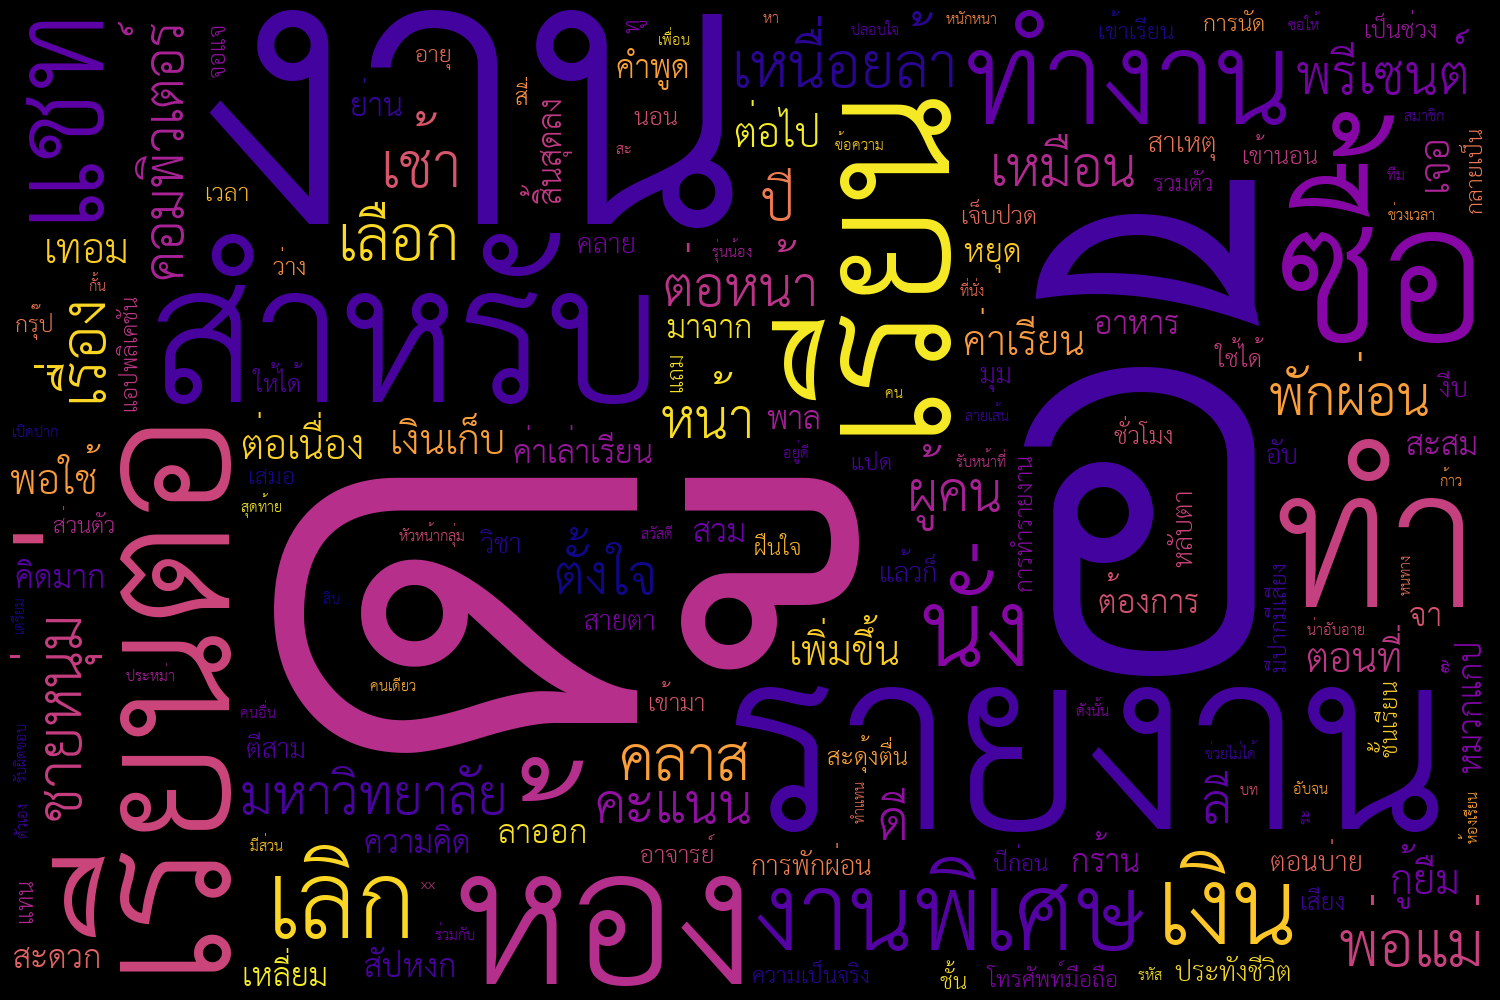 แชท
คอมพิวเตอร์
จอแจ
งาน
อายุ
ย่าน
เช้า
สิ้นสุดลง
เพื่อน
คำพูด
นอน
สะ
หา
ปลอบใจ
หนักหนา
เหนื่อยล้า
ต่อไป
ข้อความ
ปี
เรียน
ทำงาน
เข้าเรียน
การนัด
ขอให้
เป็นช่วง
พรีเซนต์
สมาชิก
เหมือน
สาเหตุ
เข้านอน
รวมตัว
ซื้อ
ทีม
เจอ
กลายเป็น
ช่วงเวลา
เวลา
เลือก
คลาย
เทอม
ว่าง
กั้น
กรุ๊ป
เรื่อง
แอปพลิเคชัน
สำหรับ
ให้ได้
รุ่นน้อง
ต่อหน้า
มาจาก
แถม
หน้า
พาล
คน
เจ็บปวด
หยุด
ที่นั่ง
ค่าเรียน
มุม
ลายเส้น
อาหาร
ใช้ได้
พักผ่อน
งีบ
อีก
เบิดปาก
พอใช้
ส่วนตัว
คิดมาก
เตรียม
ชายหนุ่ม
เรียนต่อ
ประหม่า
ต่อเนื่อง
เสมอ
สุดท้าย
เงินเก็บ
ค่าเล่าเรียน
อยู่ดี
แปด
รับหน้าที่
ผู้คน
การทำรายงาน
ชั่วโมง
อับ
สะสม
ก้าว
ทำ
หัวหน้ากลุ่ม
วิชา
สวัสดี
สวม
ฝืนใจ
ตั้งใจ
สายตา
สิบ
คนเดียว
แล้วก็
นั่ง
เพิ่มขึ้น
หลับตา
ต้องการ
มีปากมีเสียง
หนทาง
จา
น่าอับอาย
ตอนที่
หมวกแกป
ชั้นเรียน
รับผิดชอบ
ตัวเอง
คนอื่น
ตีสาม
เข้ามา
คลาส
มหาวิทยาลัย
คะแนน
ลาออก
รายงาน
ดังนั้น
สะดุ้งตื่น
ทำแทน
ดี
ช่วยไม่ได้
บท
อับจน
ระ
ห้องเรียน
มีส่วน
ความคิด
อาจารย์
การพักผ่อน
ปีก่อน
กร้าน
ตอนบ่าย
กู้ยืม
แทน
สะดวก
เลิก
xx
ร่วมกับ
ห้อง
งานพิเศษ
เงิน
เสียง
พ่อแม่
เหลี่ยม
สัปหงก
ความเป็นจริง
ชั้น
โทรศัพท์มือถือ
รหัส
ประทังชีวิต